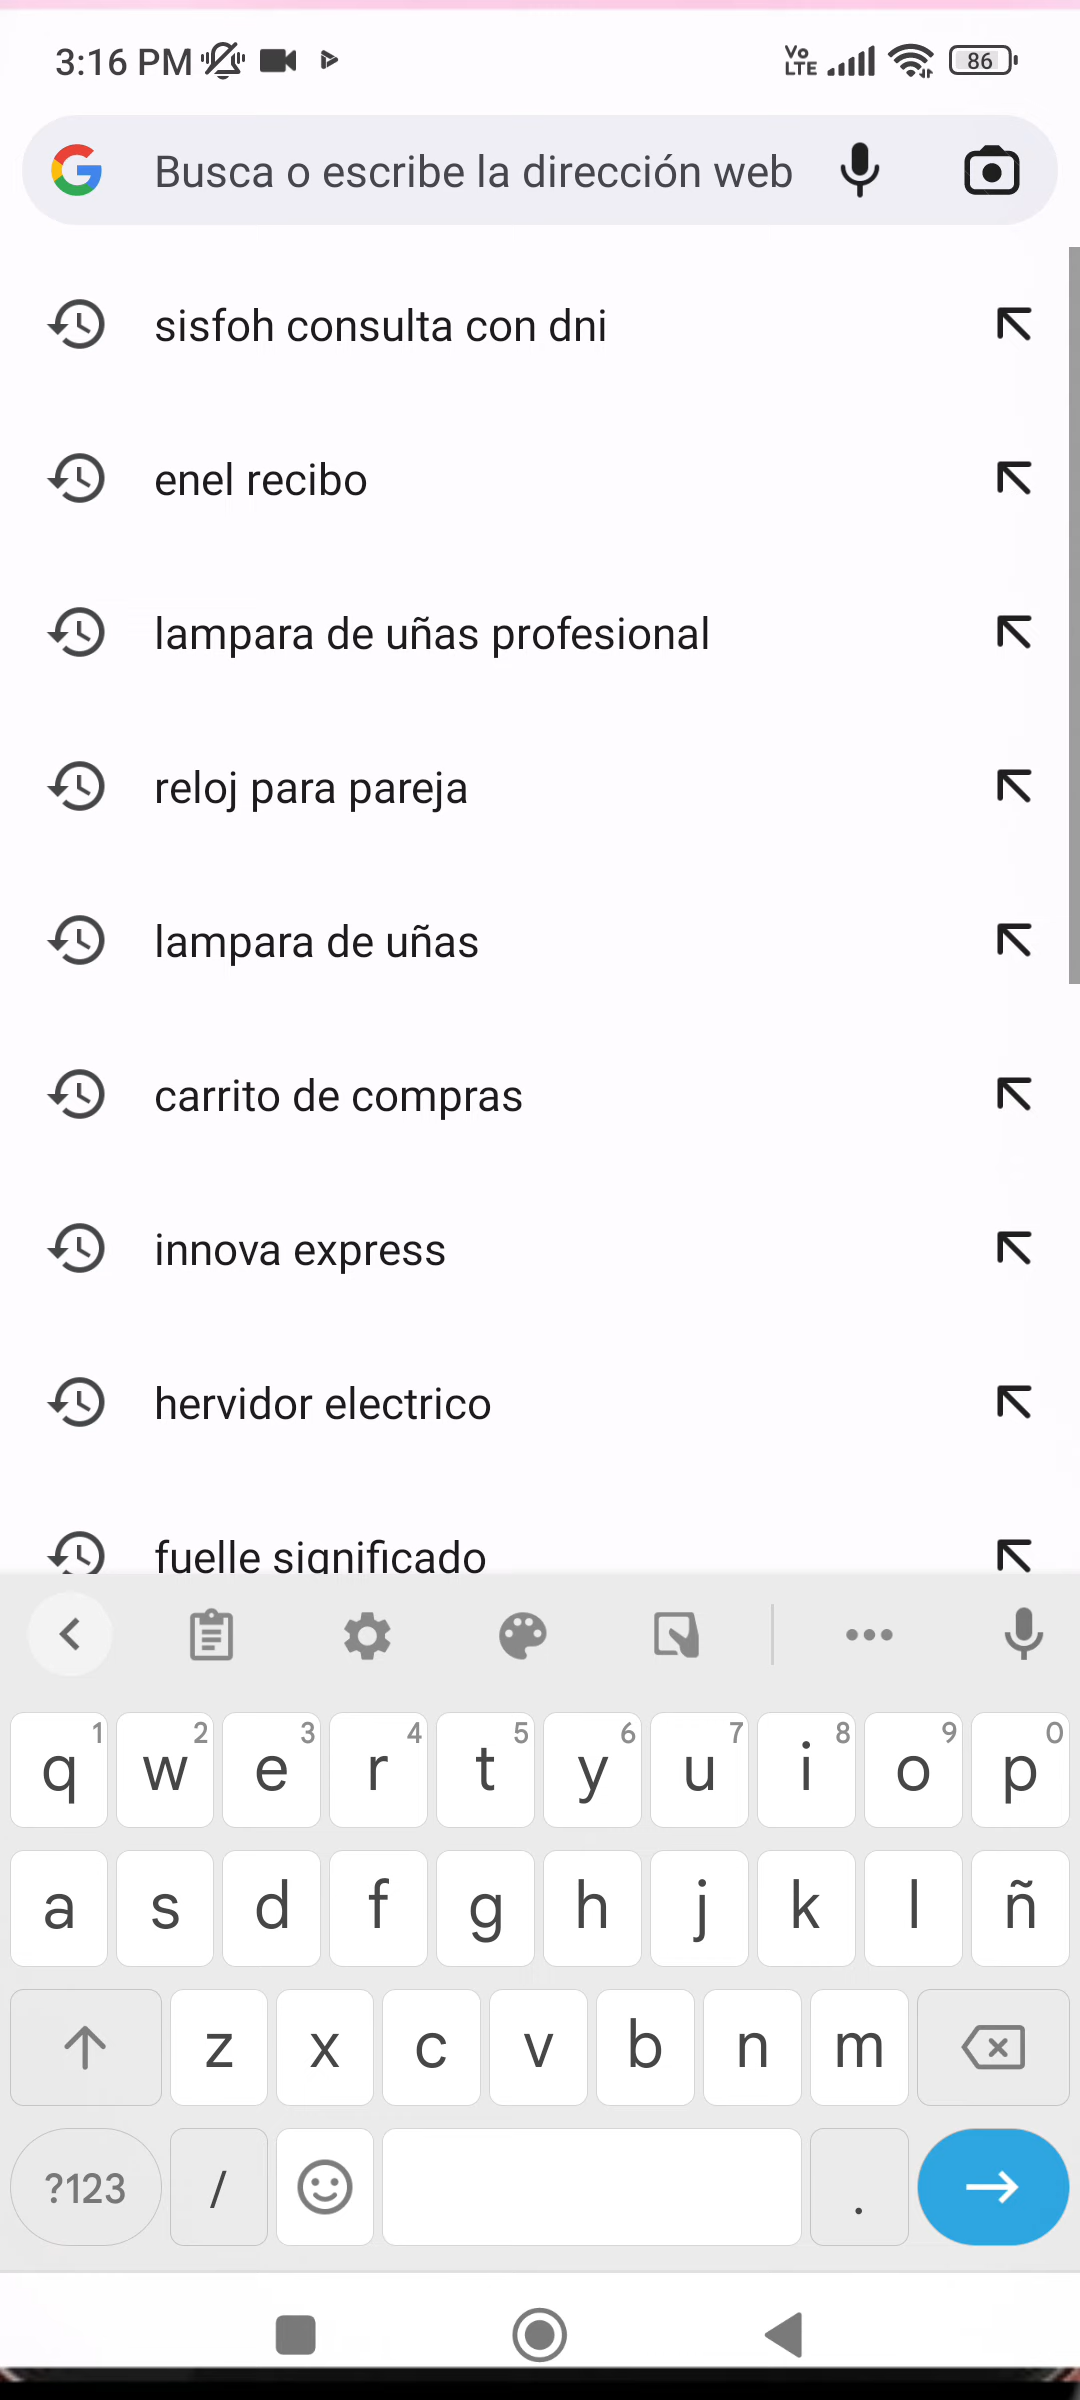 3:16 PM
Vo LTE
86
Busca o escribe la dirección web
sisfoh consulta con dni
enel recibo
lampara de uñas profesional
reloj para pareja
lampara de uñas
carrito de compras
innova express
hervidor electrico
fuelle significado
1 2 3 4 5 6 7 8 9 0
q w e r t y u i o p
a s d f g h j k l ñ
z x c v b n m
?123 / .